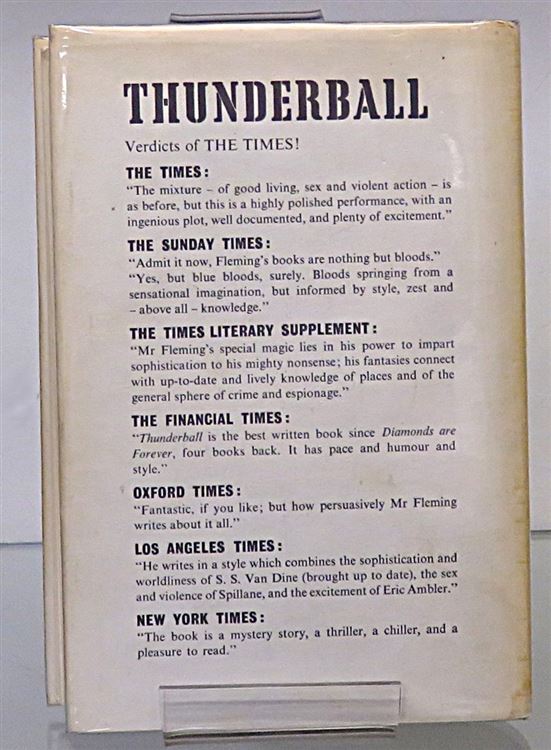 THUNDERBALL
Verdicts of THE TIMES!
THE TIMES:
"The mixture – of good living, sex and violent action – is
as before, but this is a highly polished performance, with an
ingenious plot, well documented, and plenty of excitement."
THE SUNDAY TIMES:
"Admit it now, Fleming's books are nothing but bloods."
"Yes, but blue bloods, surely. Bloods springing from a
sensational imagination, but informed by style, zest and
– above all – knowledge."
THE TIMES LITERARY SUPPLEMENT:
"Mr Fleming's special magic lies in his power to impart
sophistication to his mighty nonsense; his fantasies connect
with up-to-date and lively knowledge of places and of the
general sphere of crime and espionage."
THE FINANCIAL TIMES:
"Thunderball is the best written book since Diamonds are
Forever, four books back. It has pace and humour and
style."
OXFORD TIMES:
"Fantastic, if you like; but how persuasively Mr Fleming
writes about it all."
LOS ANGELES TIMES:
"He writes in a style which combines the sophistication and
worldliness of S. S. Van Dine (brought up to date), the sex
and violence of Spillane, and the excitement of Eric Ambler."
NEW YORK TIMES:
"The book is a mystery story, a thriller, a chiller, and a
pleasure to read."